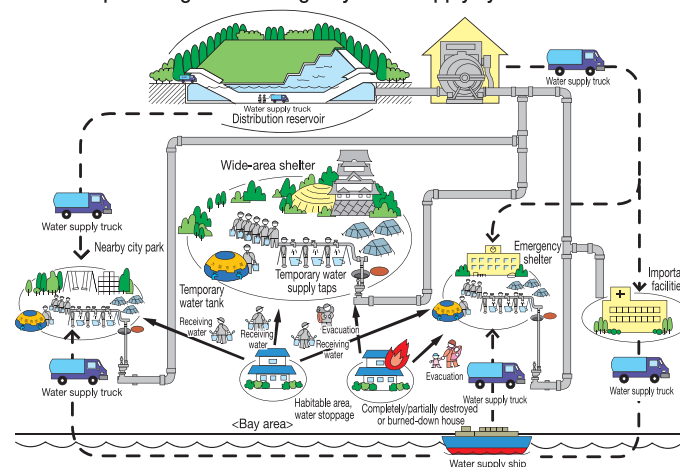 Water supply truck
Distribution reservoir
Water supply truck
Wide-area shelter
Water supply truck
Nearby city park
Temporary
water tank
Temporary water
supply taps
Emergency
shelter
facilities
Receiving
water
Receiving
water
Evacuation
Receiving
water
Evacuation
Water supply truck
Habitable area,
water stoppage
Completely/partially destroyed
or burned-down house
Water supply truck
Water supply truck
<Bay area>
Water supply ship